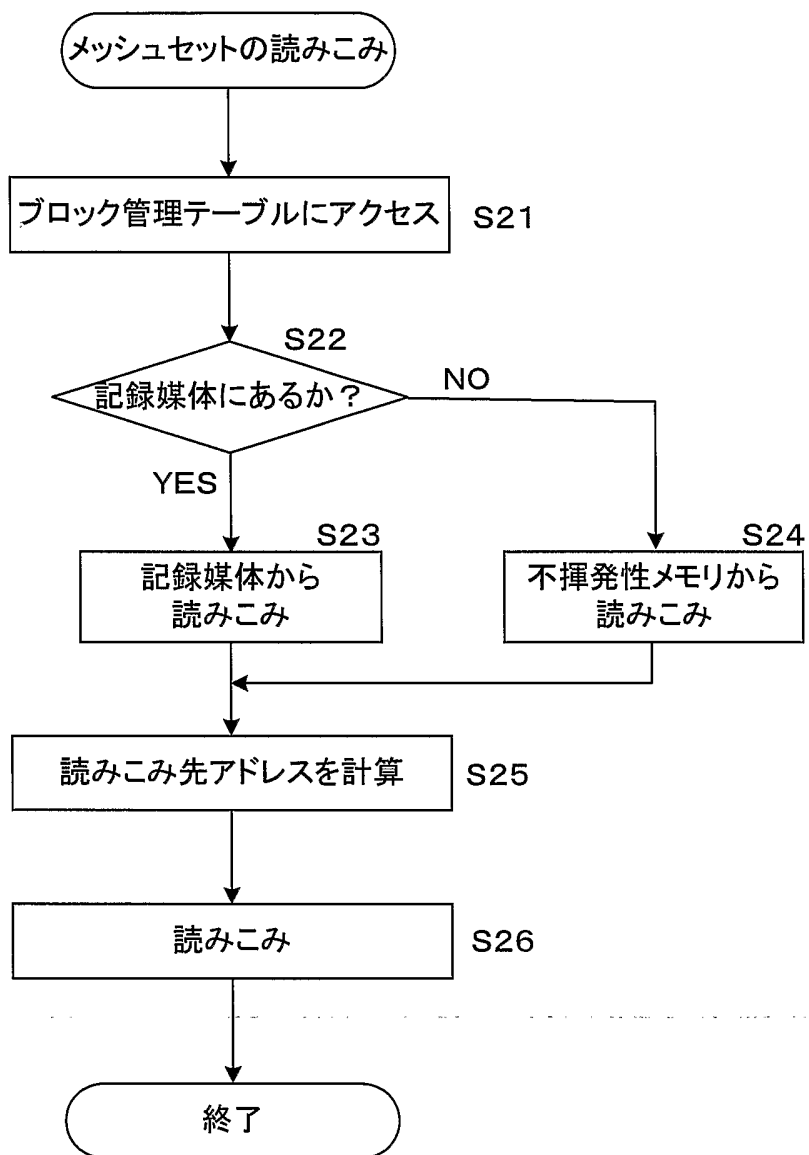 メッシュセットの読みこみ
ブロック管理テーブルにアクセス
S21
S22
記録媒体にあるか？
NO
YES
S23
S24
記録媒体から
読みこみ
不揮発性メモリから
読みこみ
読みこみ先アドレスを計算
S25
読みこみ
S26
終了